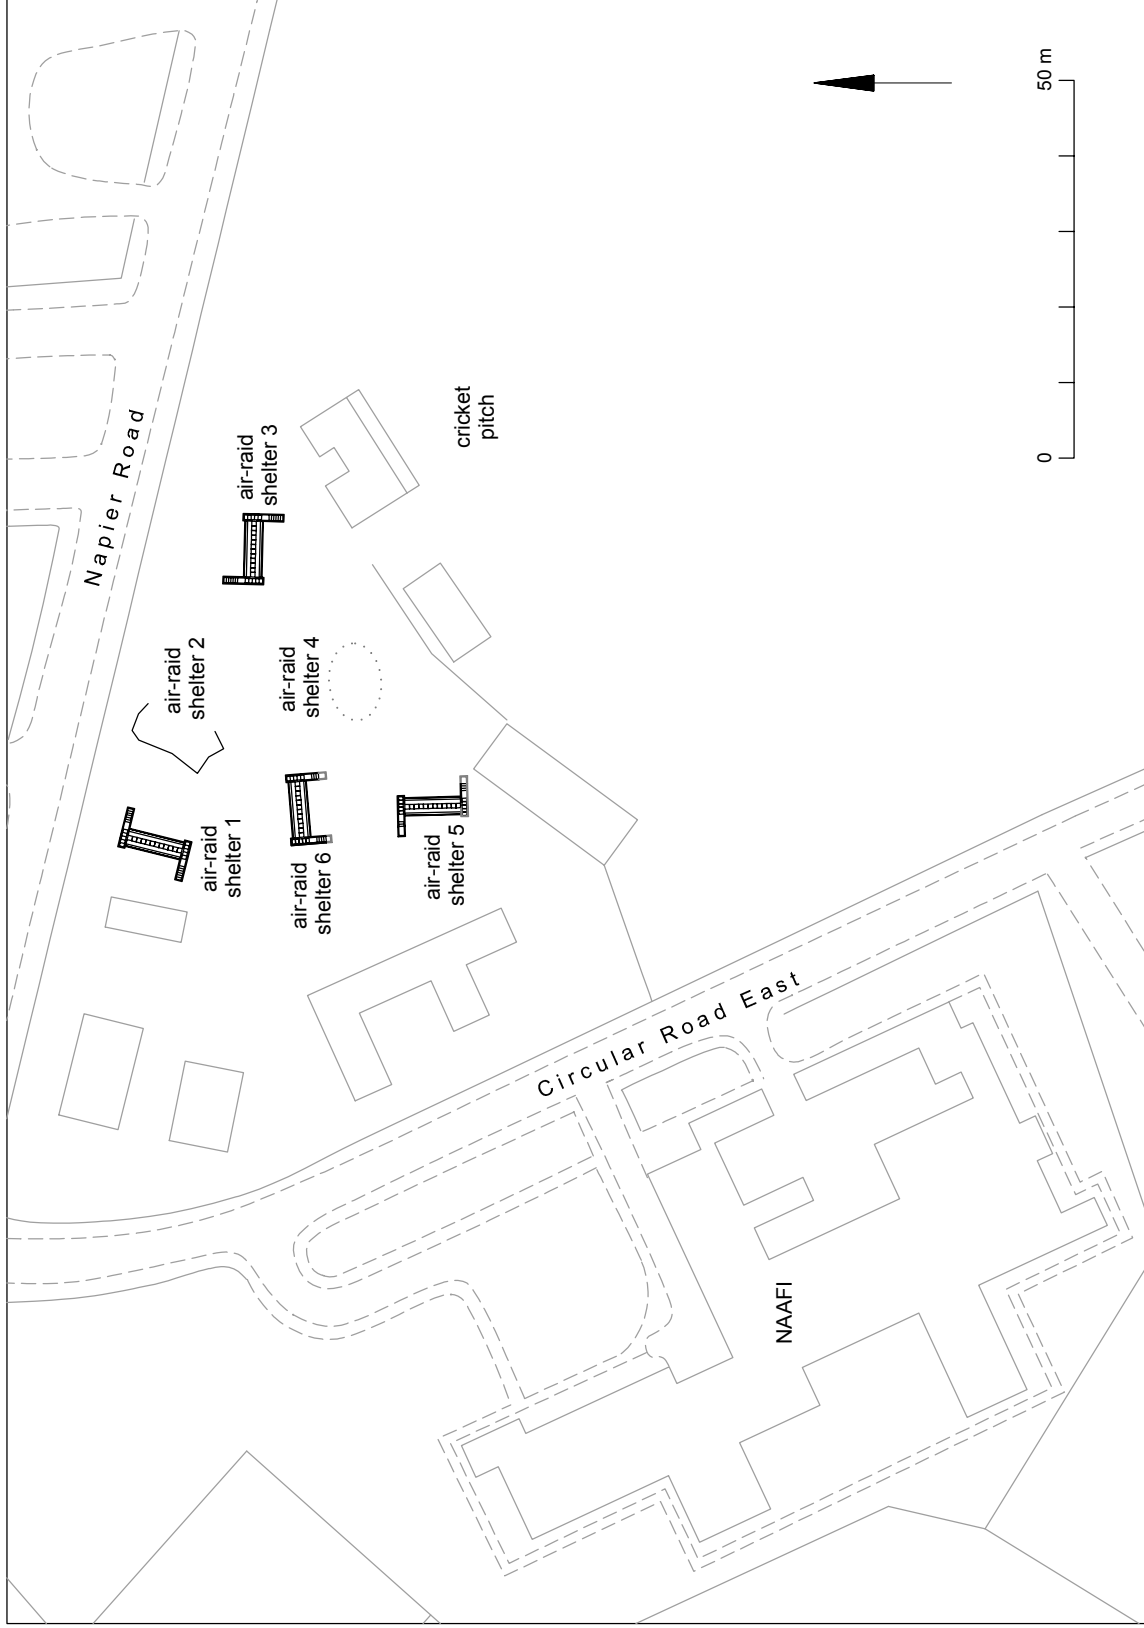 Napier Road
air-raid
shelter 1
air-raid
shelter 2
air-raid
shelter 3
air-raid
shelter 4
air-raid
shelter 5
air-raid
shelter 6
cricket
pitch
Circular Road East
NAAFI
0
50 m